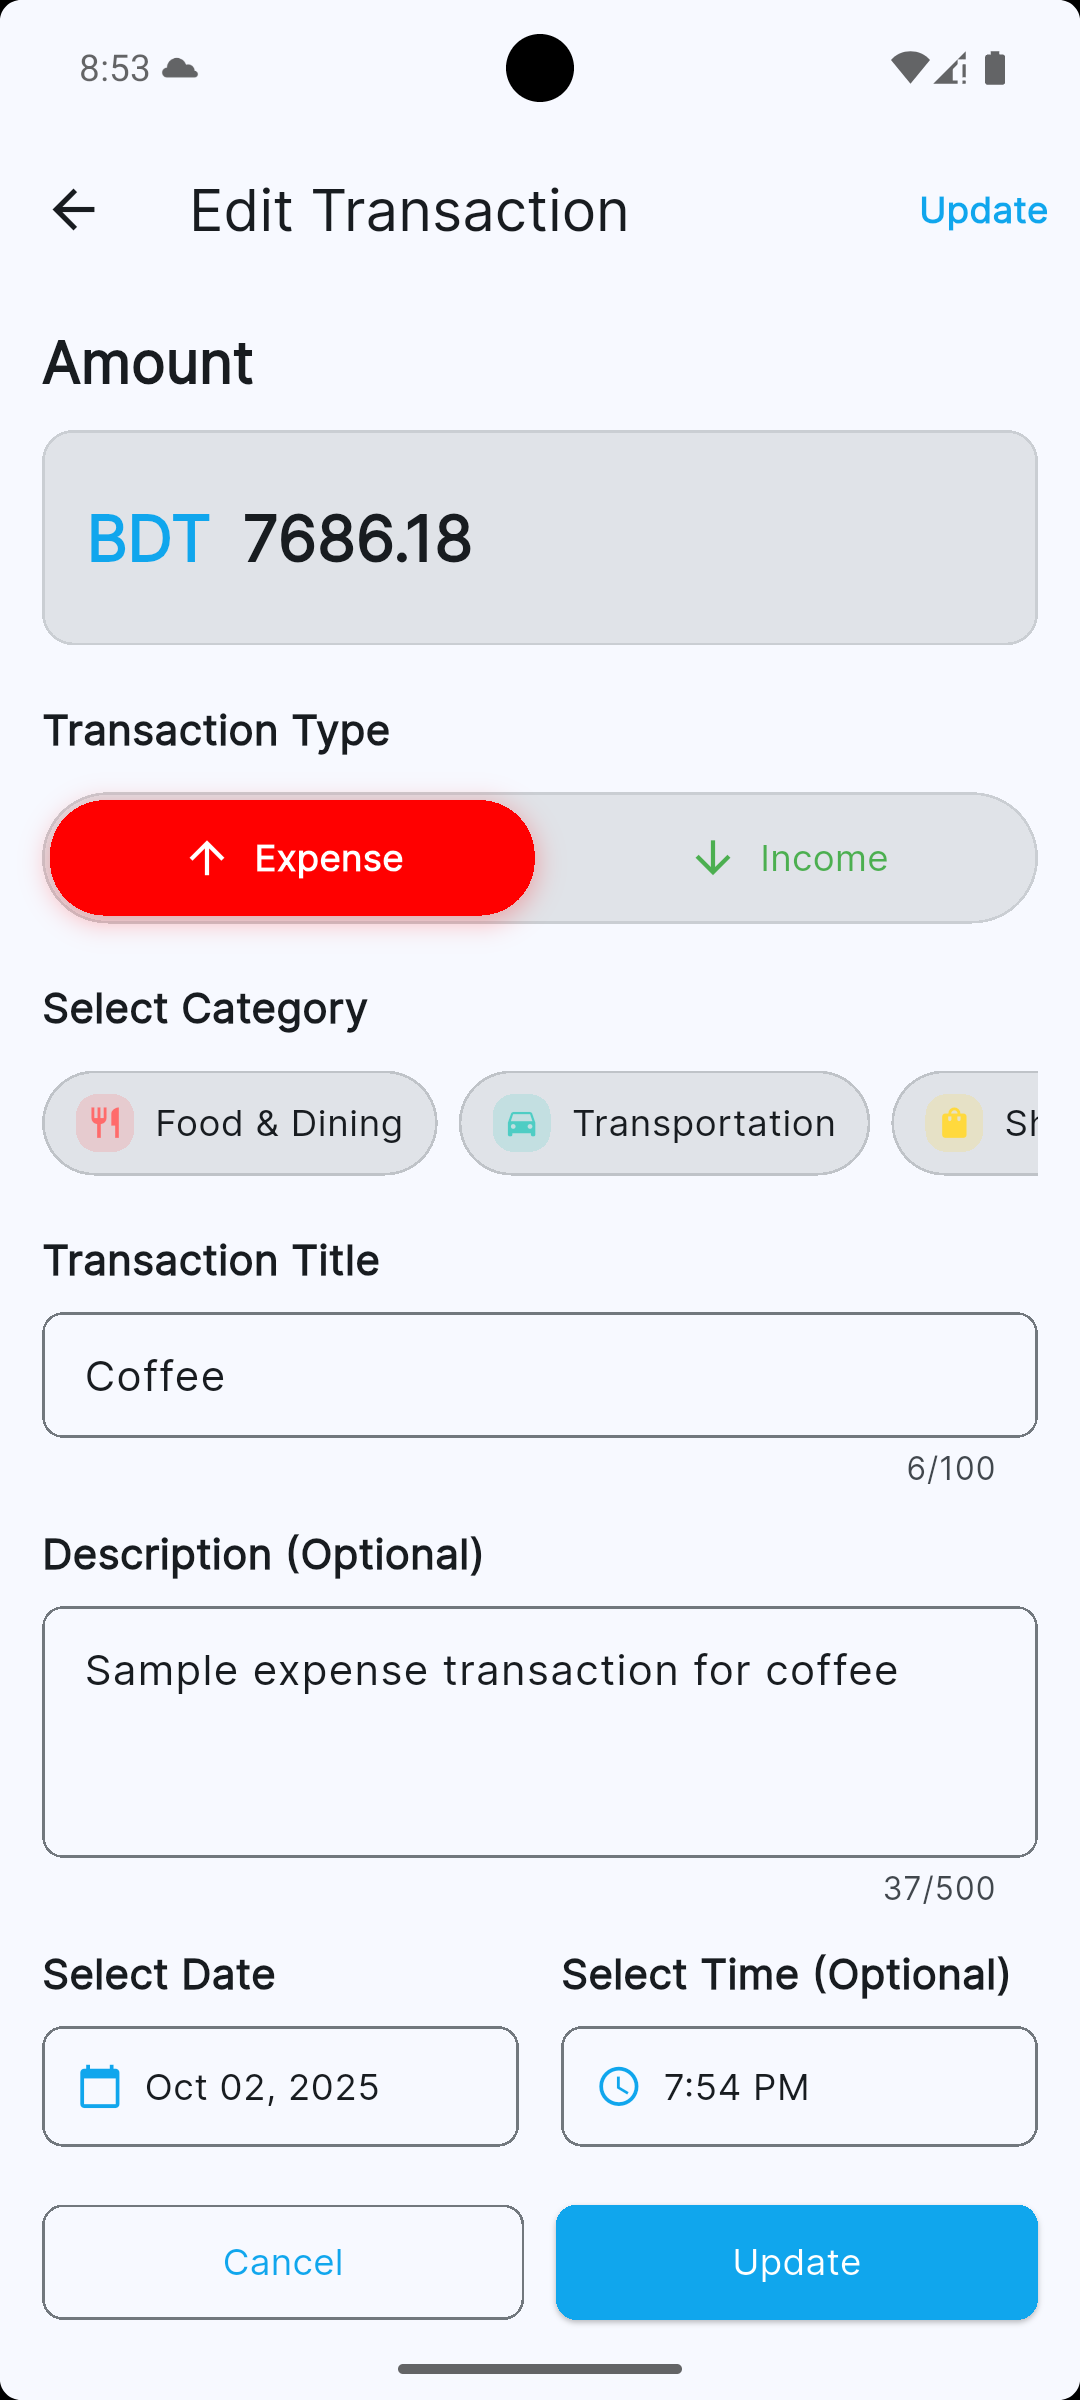 8:53
Edit Transaction
Update
Amount
BDT 7686.18
Transaction Type
Expense
Income
Select Category
Food & Dining
Transportation
Sh
Transaction Title
Coffee
6/100
Description (Optional)
Sample expense transaction for coffee
37/500
Select Date
Select Time (Optional)
Oct 02, 2025
7:54 PM
Cancel
Update